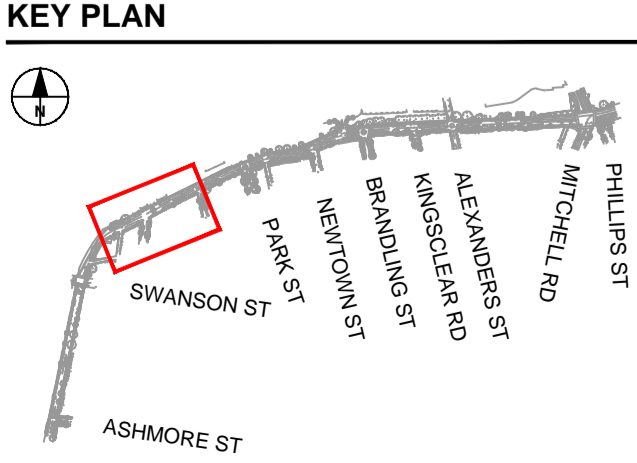 KEY PLAN
N
SWANSON ST
PARK ST
NEWTOWN ST
BRANDLING ST
KINGSCLEAR RD
ALEXANDERS ST
MITCHELL RD
PHILLIPS ST
ASHMORE ST